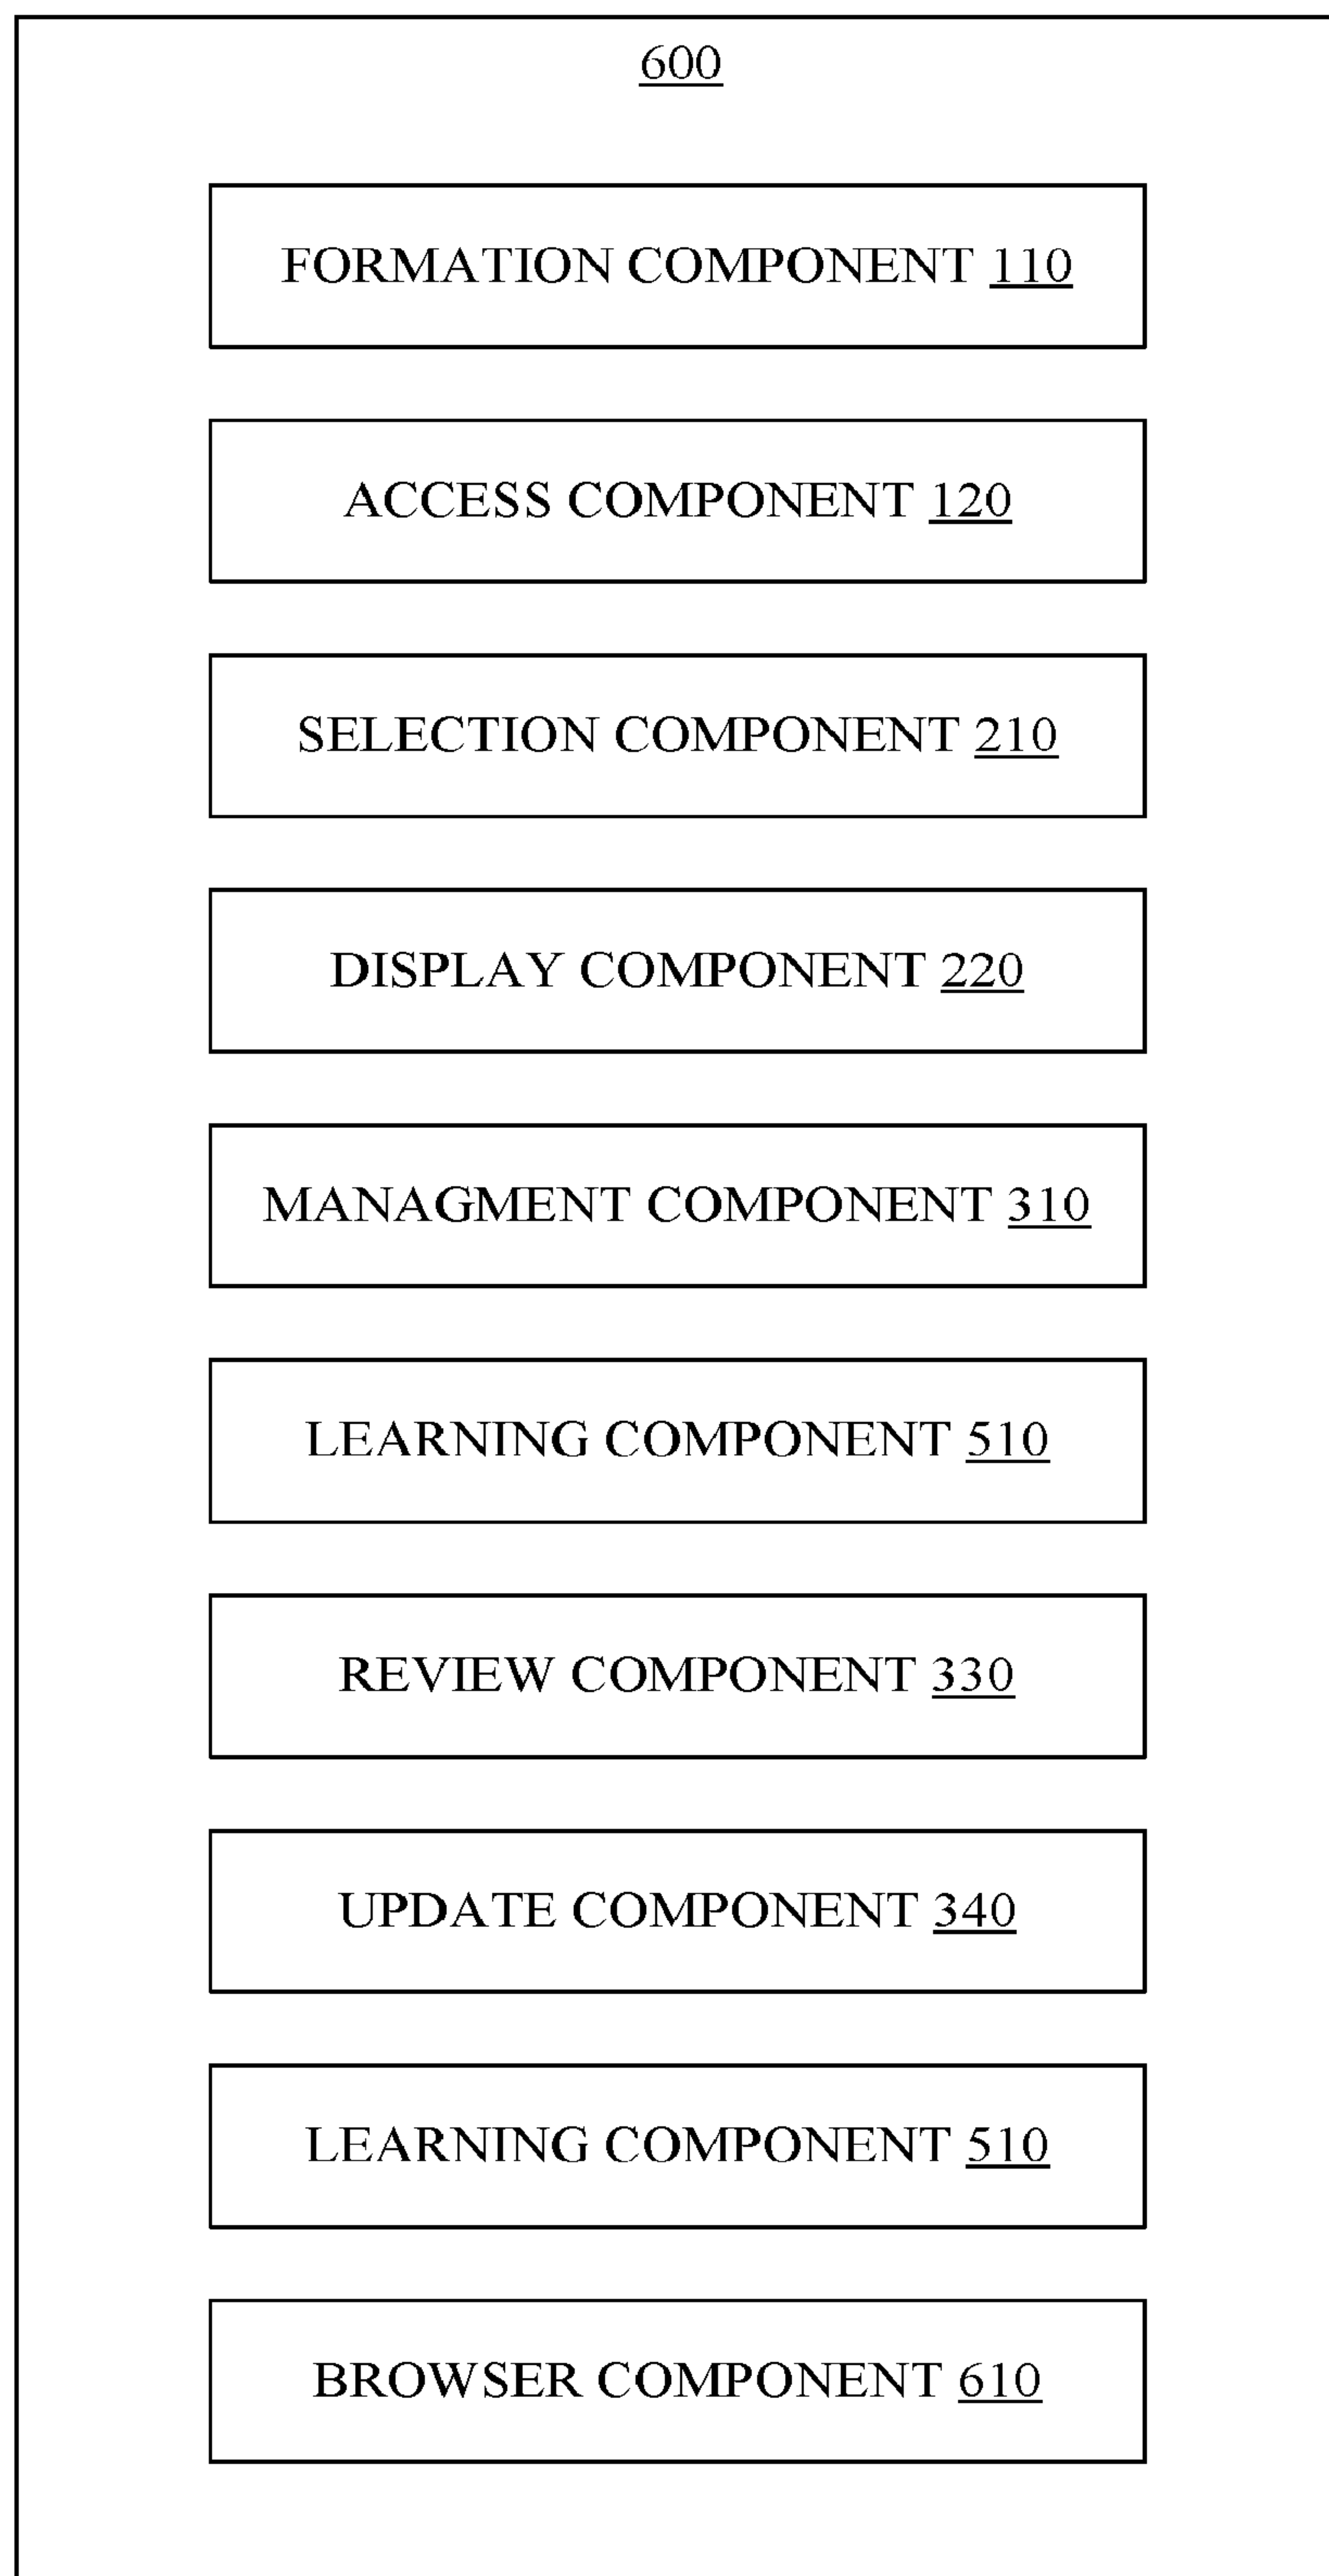 600
FORMATION COMPONENT 110
ACCESS COMPONENT 120
SELECTION COMPONENT 210
DISPLAY COMPONENT 220
MANAGMENT COMPONENT 310
LEARNING COMPONENT 510
REVIEW COMPONENT 330
UPDATE COMPONENT 340
LEARNING COMPONENT 510
BROWSER COMPONENT 610